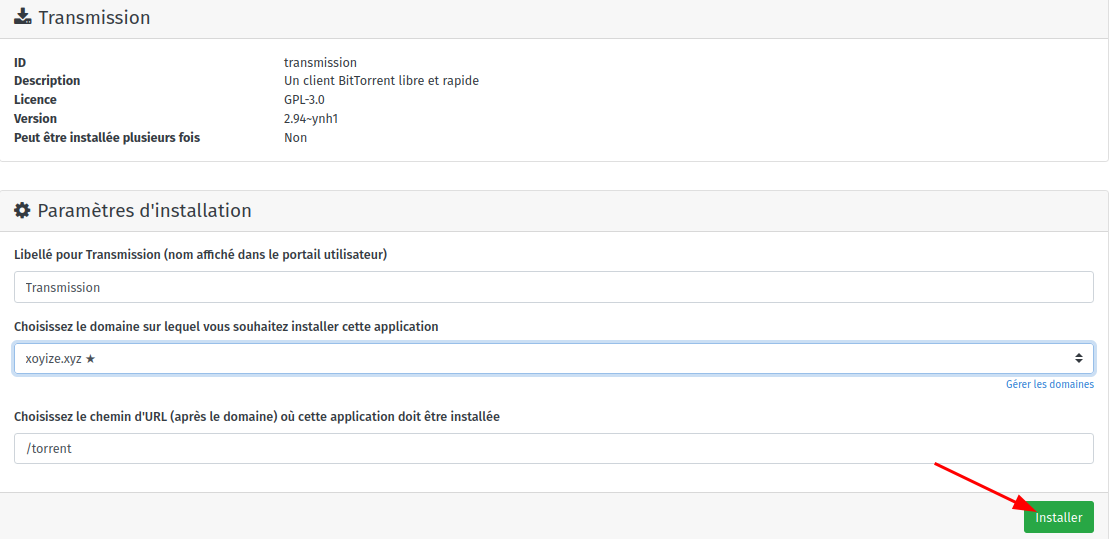 Transmission
ID transmission
Description Un client BitTorrent libre et rapide
Licence GPL-3.0
Version 2.94~ynh1
Peut être installée plusieurs fois Non
Paramètres d'installation
Libellé pour Transmission (nom affiché dans le portail utilisateur)
Transmission
Choisissez le domaine sur lequel vous souhaitez installer cette application
xoyize.xyz ★
Gérer les domaines
Choisissez le chemin d'URL (après le domaine) où cette application doit être installée
/torrent
Installer